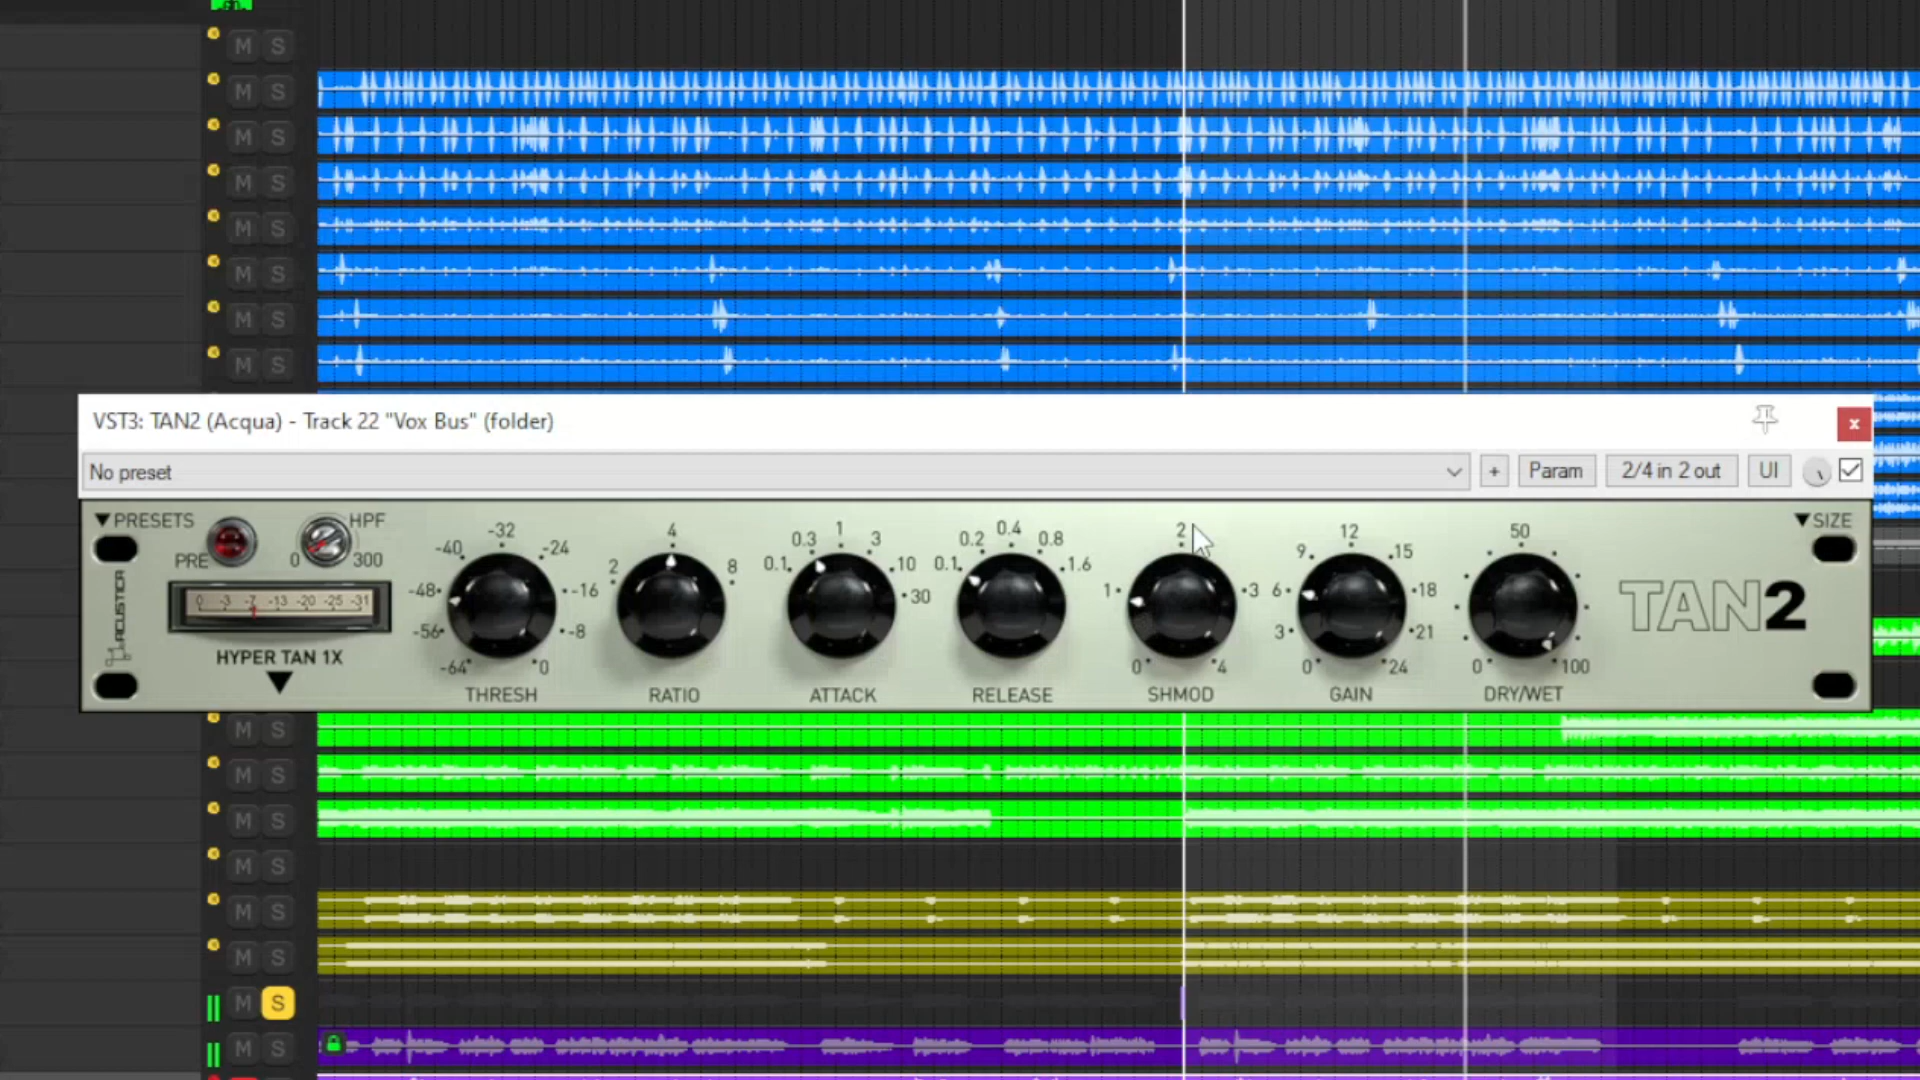 M S
M S
M S
M S
M S
M S
M S
M S
VST3: TAN2 (Acqua) - Track 22 "Vox Bus" (folder)
x
No preset
+ Param 2/4 in 2 out UI
PRESETS
HPF
PRE
0 300
ACUSTICA
0 -3 -7 -13 -20 -25 -31
HYPER TAN 1X
-64 -56 -48 -40 -32 -24 -16 -8 0
THRESH
2 4 8
RATIO
0.1 0.3 1 3 10 30
ATTACK
0.1 0.2 0.4 0.8 1.6
RELEASE
0 1 2 3 4
SHMOD
0 3 6 9 12 15 18 21 24
GAIN
0 50 100
DRY/WET
SIZE
TAN2
M S
M S
M S
M S
M S
M S
M S
M S